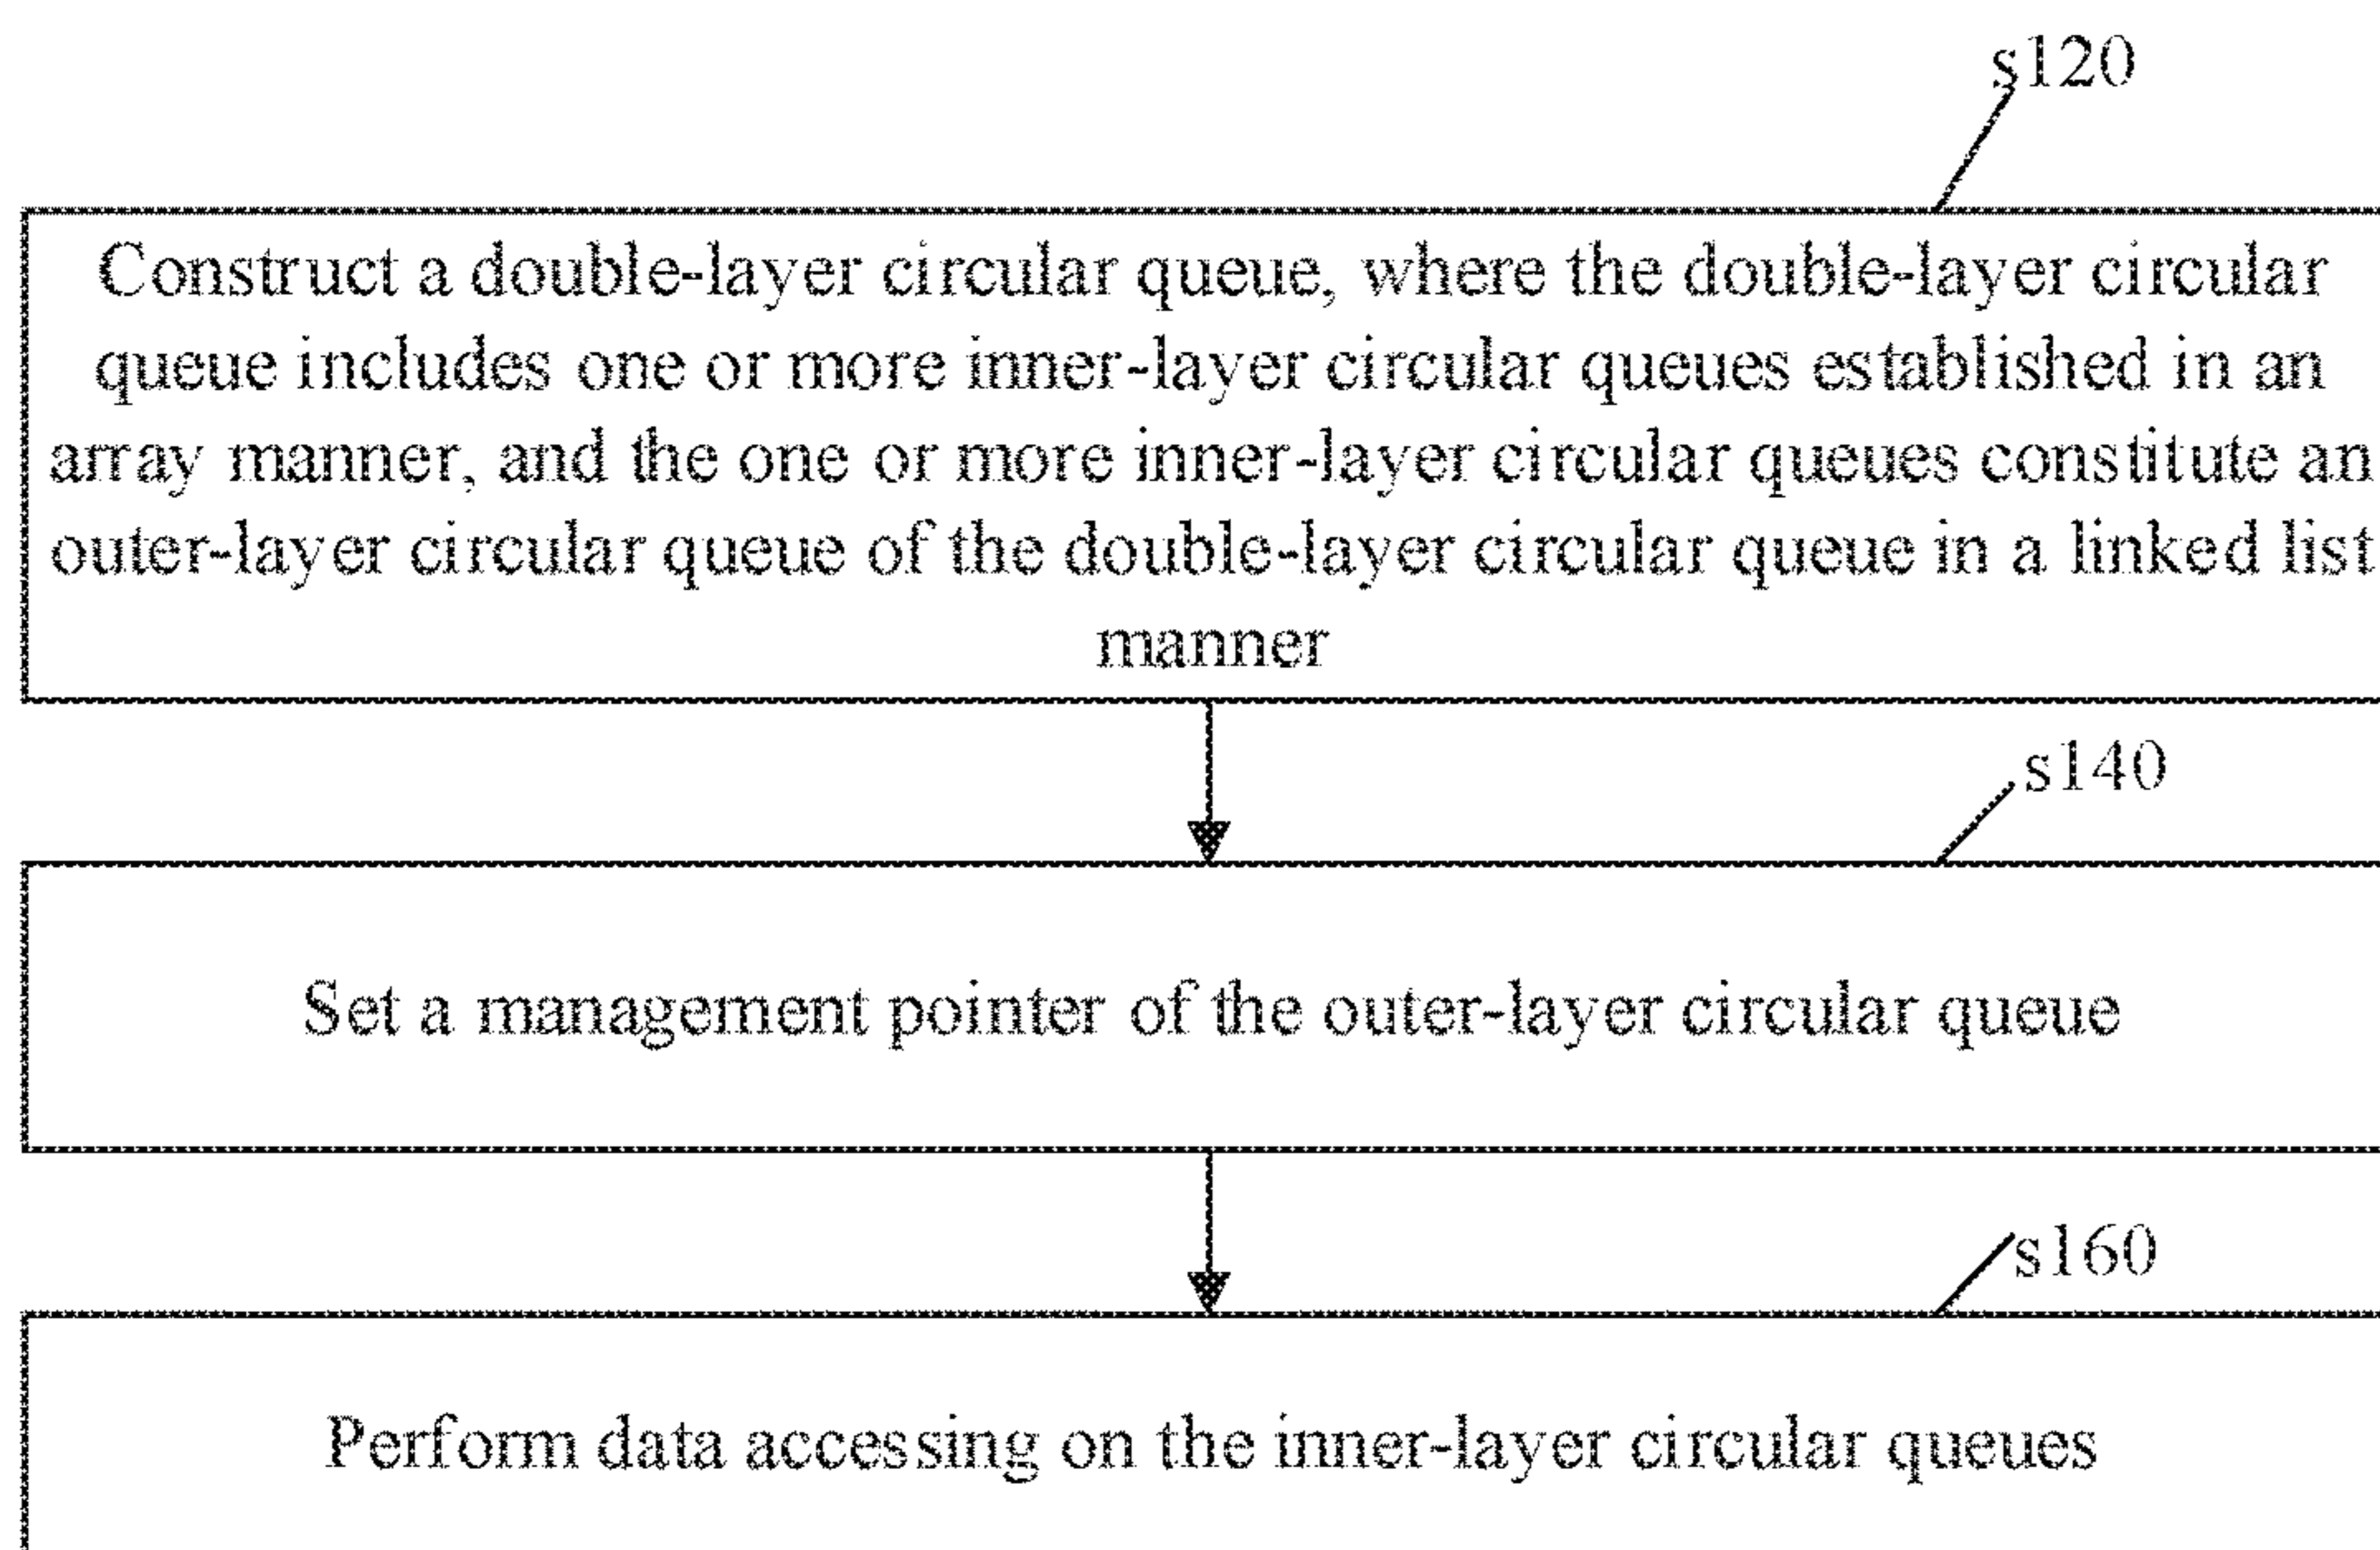 s120
Construct a double-layer circular queue, where the double-layer circular
queue includes one or more inner-layer circular queues established in an
array manner, and the one or more inner-layer circular queues constitute an
outer-layer circular queue of the double-layer circular queue in a linked list
manner
s140
Set a management pointer of the outer-layer circular queue
s160
Perform data accessing on the inner-layer circular queues